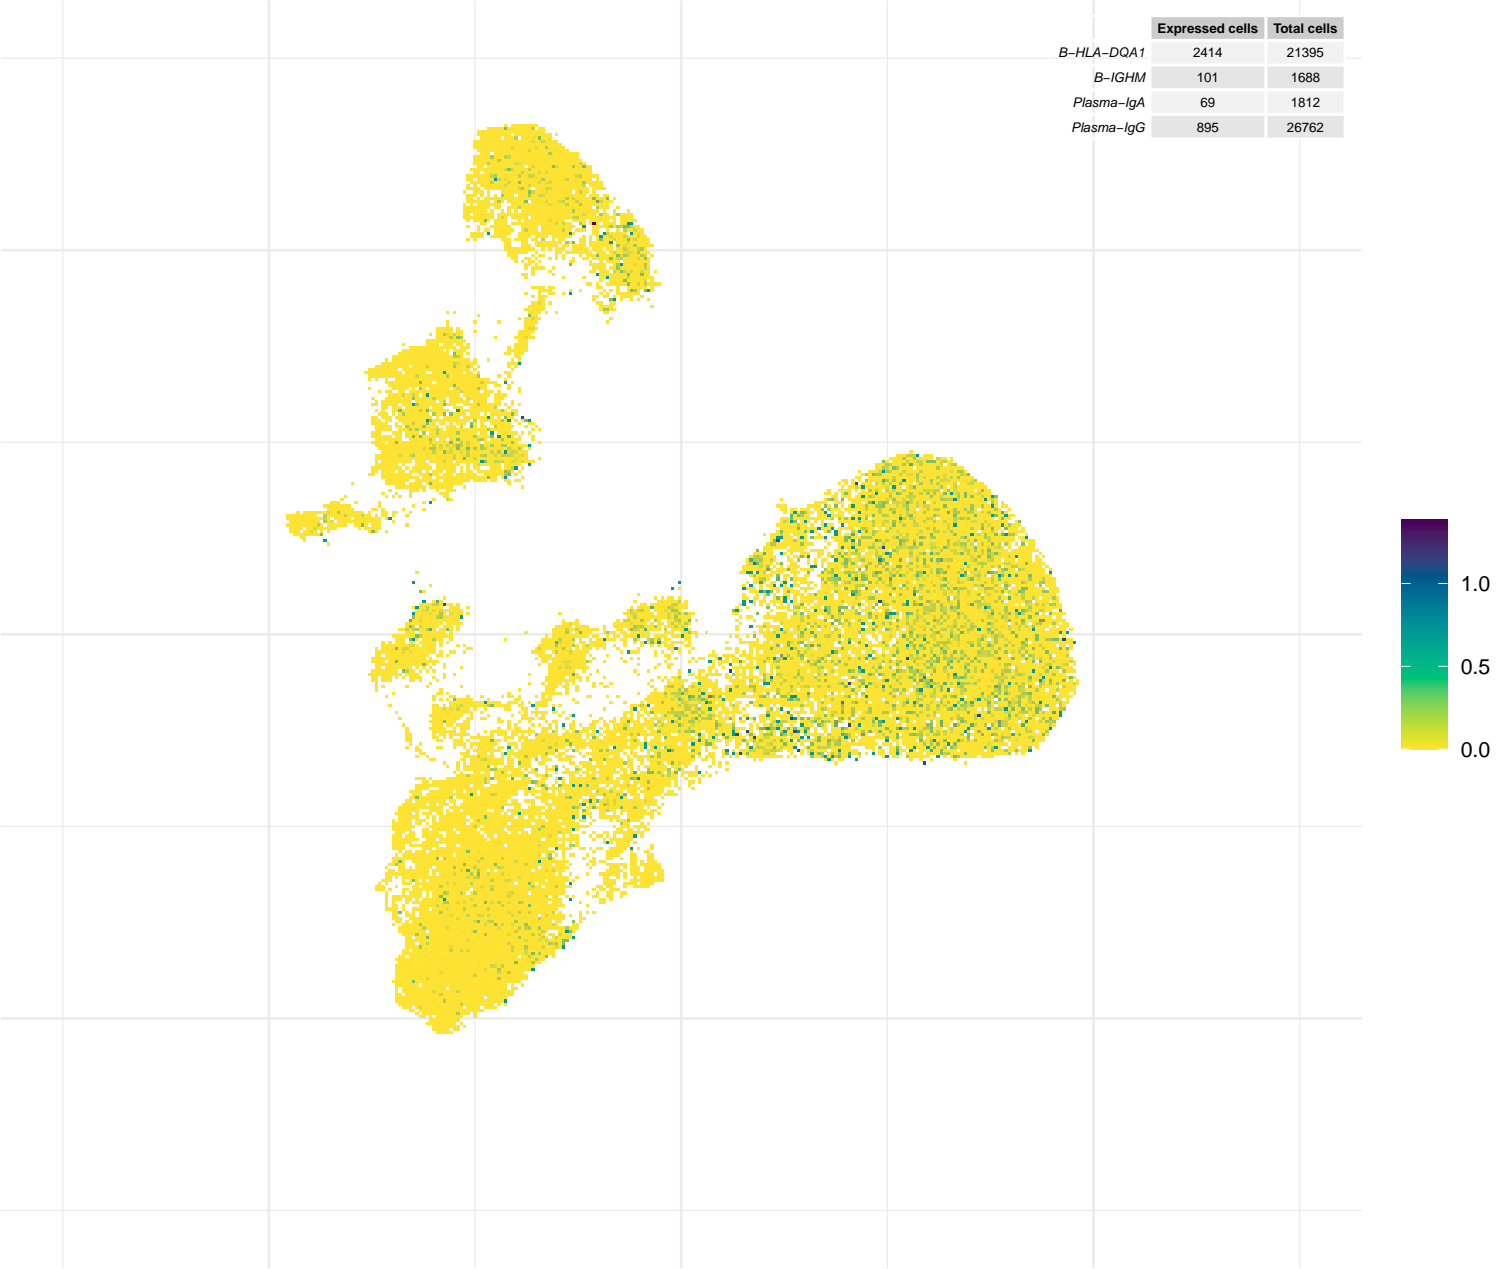 Expressed cells Total cells
B−HLA−DQA1 2414 21395
B−IGHM 101 1688
Plasma−IgA 69 1812
Plasma−IgG 895 26762
1.0
0.5
0.0